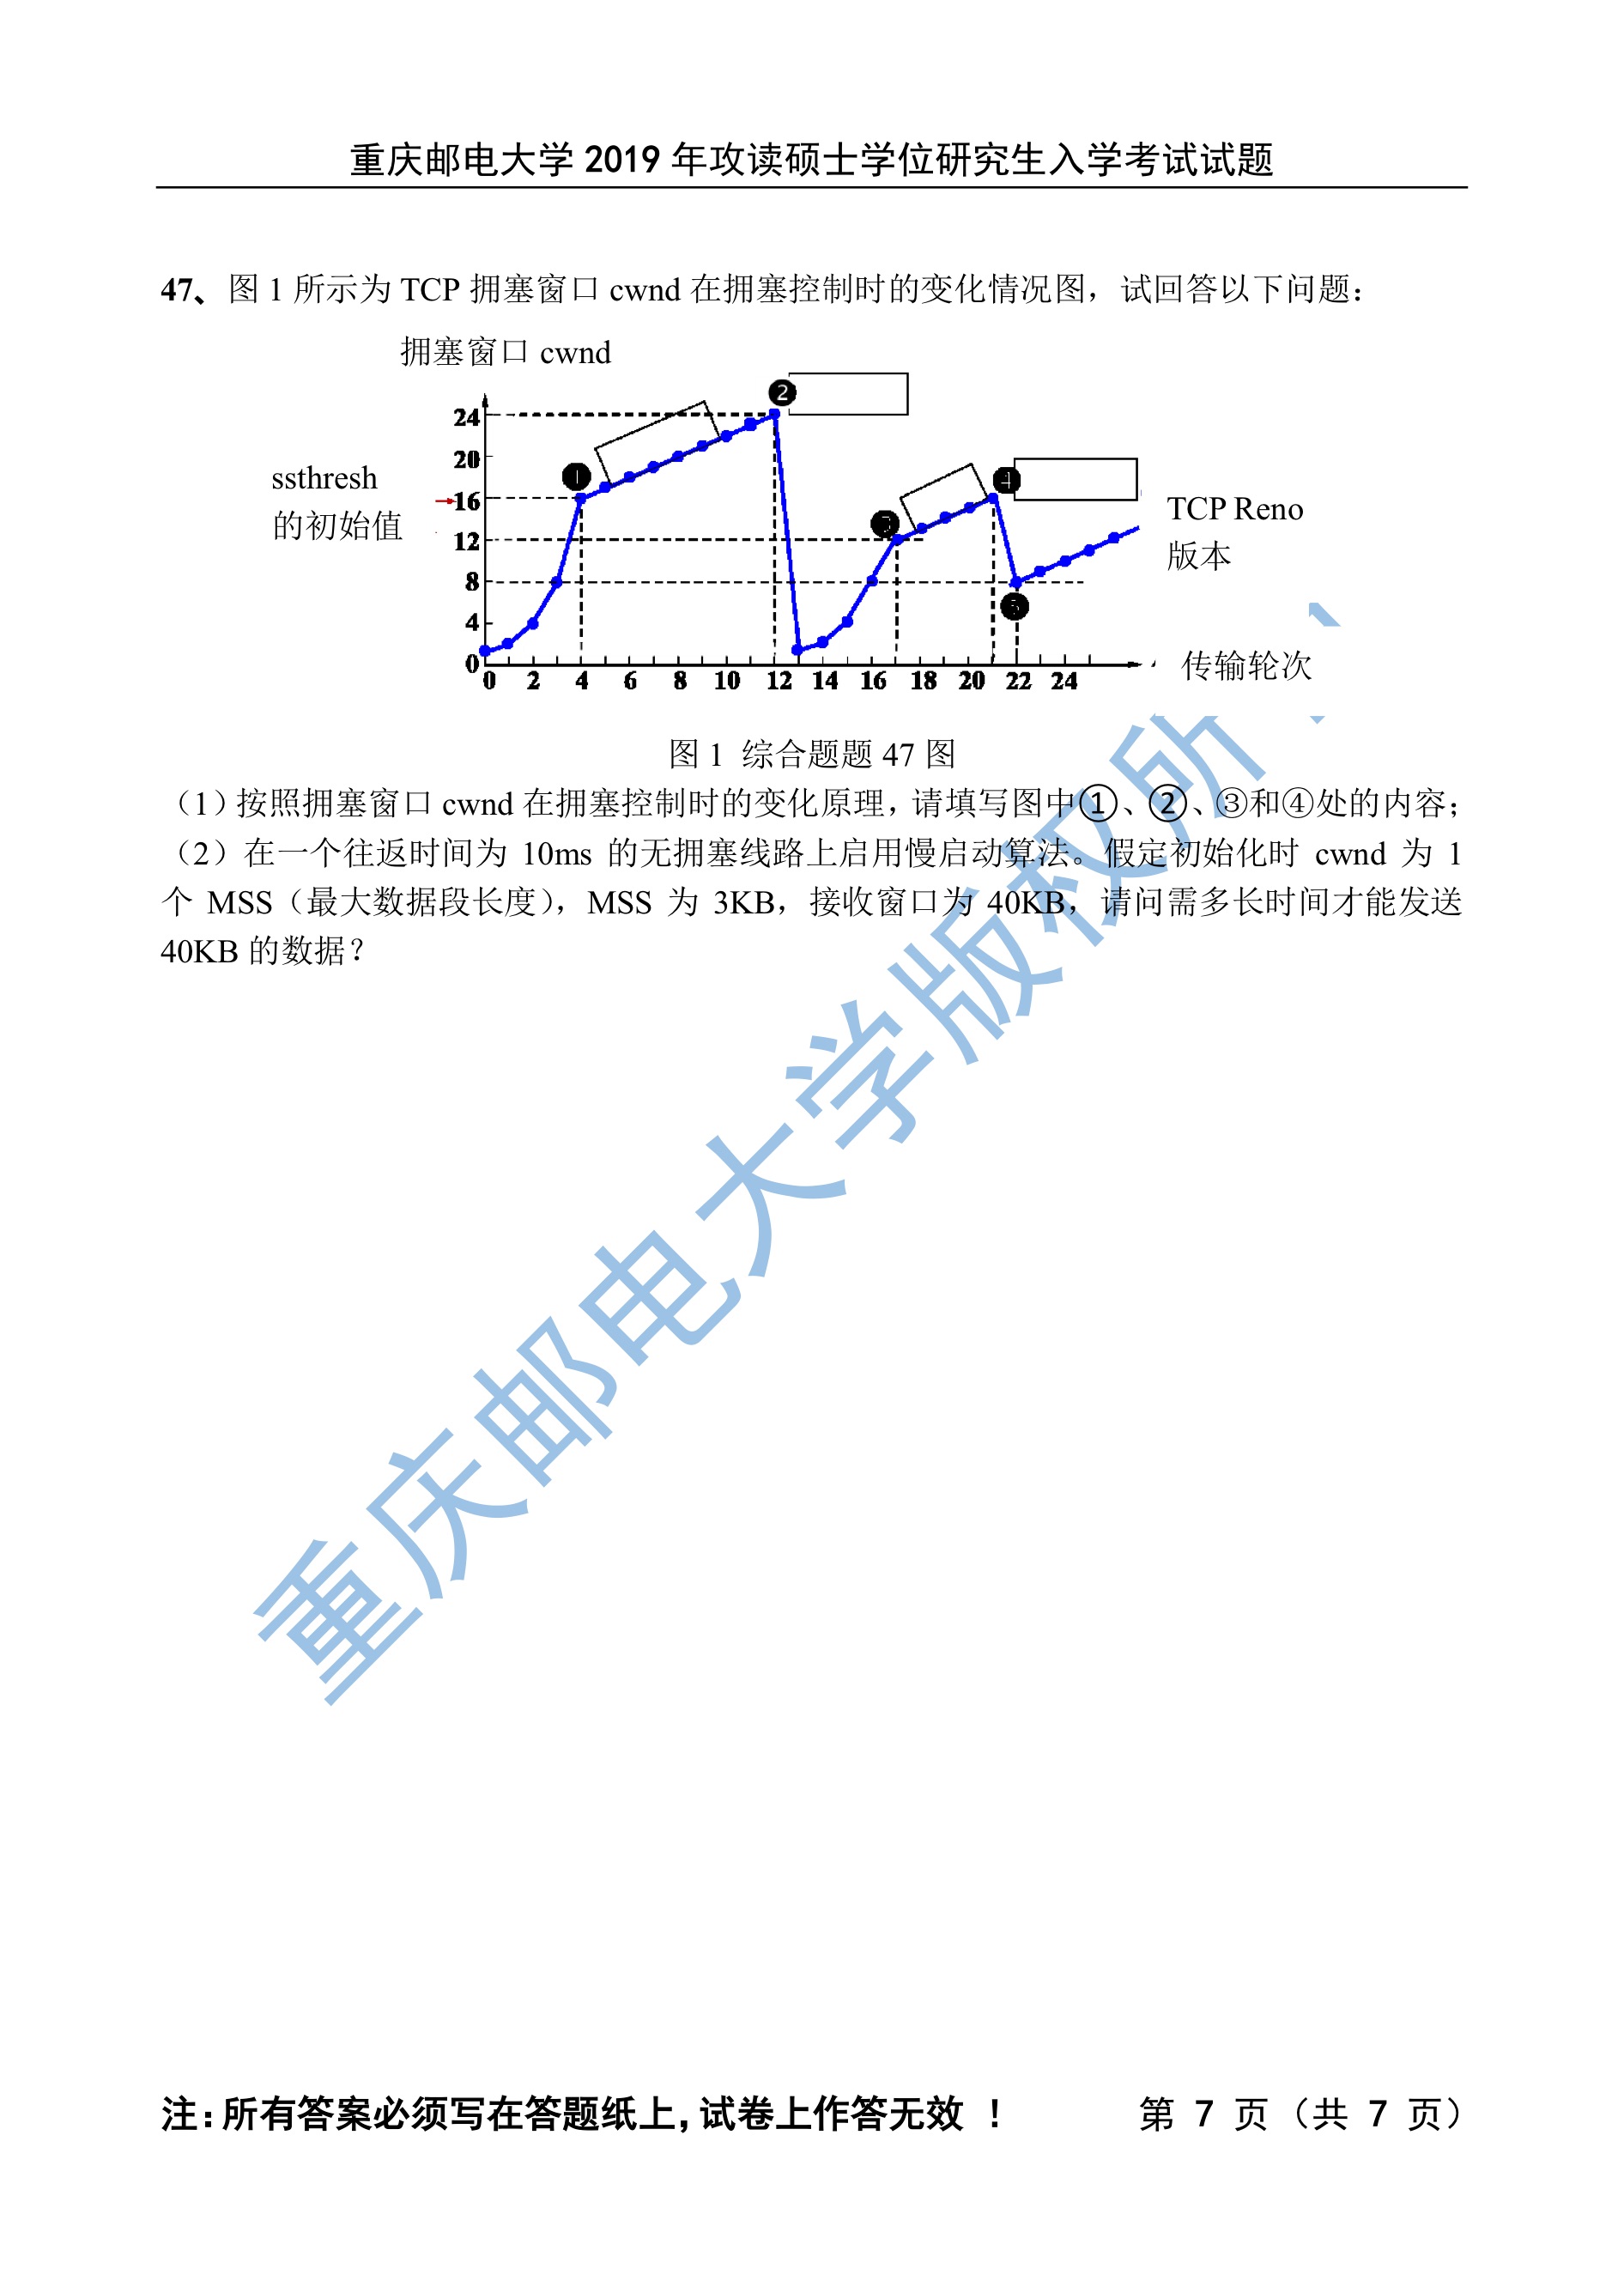 重庆邮电大学 2019 年攻读硕士学位研究生入学考试试题
47、图 1 所示为 TCP 拥塞窗口 cwnd 在拥塞控制时的变化情况图，试回答以下问题：
拥塞窗口 cwnd
24
20
16
12
8
4
0
ssthresh
的初始值
❶
❷
❸
❹
❺
TCP Reno
版本
0 2 4 6 8 10 12 14 16 18 20 22 24
传输轮次
图 1 综合题题 47 图
（1）按照拥塞窗口 cwnd 在拥塞控制时的变化原理，请填写图中①、②、③和④处的内容；
（2）在一个往返时间为 10ms 的无拥塞线路上启用慢启动算法。假定初始化时 cwnd 为 1
个 MSS（最大数据段长度），MSS 为 3KB，接收窗口为 40KB，请问需多长时间才能发送
40KB 的数据？
重庆邮电大学版权所
注：所有答案必须写在答题纸上，试卷上作答无效 ！ 第 7 页（共 7 页）